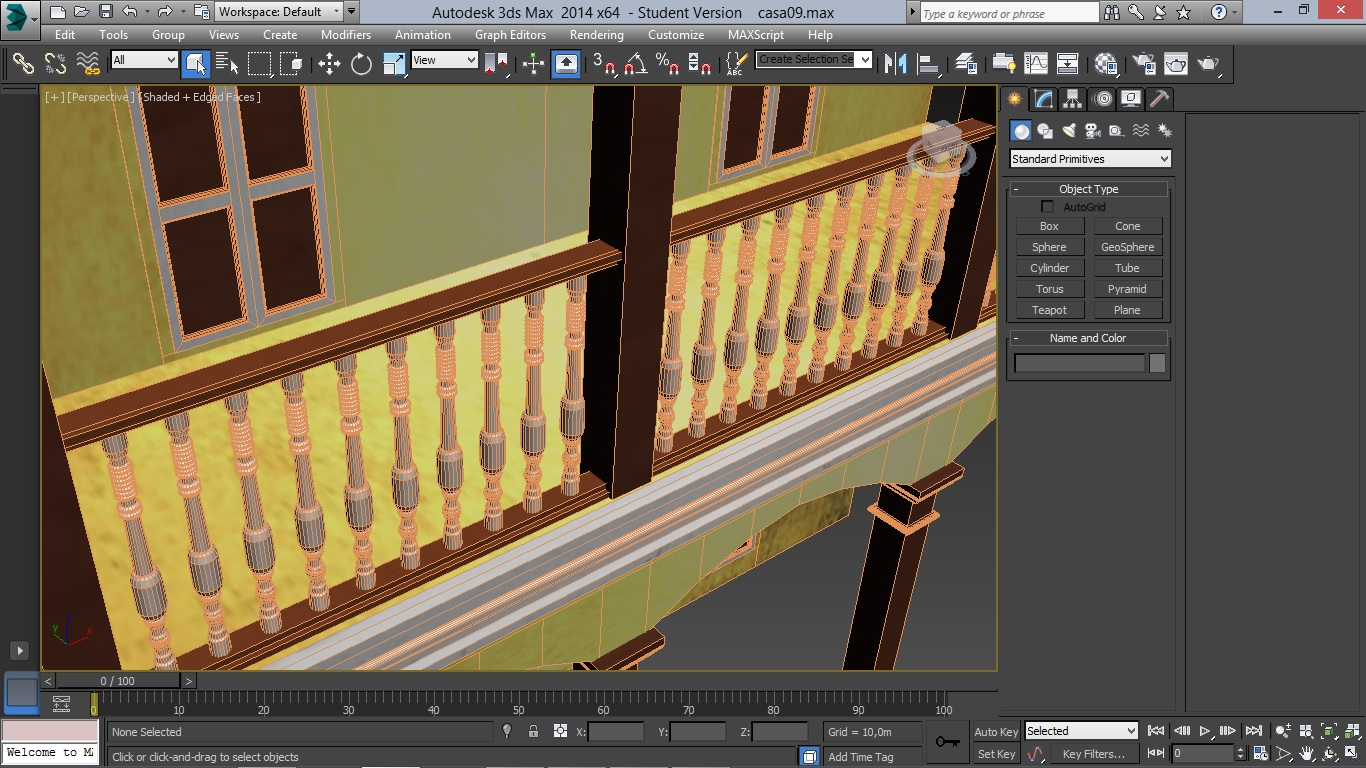 Workspace: Default
Autodesk 3ds Max 2014 x64 - Student Version casa09.max
Type a keyword or phrase
Edit Tools Group Views Create Modifiers Animation Graph Editors Rendering Customize MAXScript Help
All
View
3
%
ABC
Create Selection Se
[+] [Perspective] [Shaded + Edged Faces]
Standard Primitives
- Object Type
AutoGrid
Box Cone
Sphere GeoSphere
Cylinder Tube
Torus Pyramid
Teapot Plane
- Name and Color
z
y
x
< 0 / 100 >
0 10 20 30 40 50 60 70 80 90 100
None Selected
X: Y: Z:
Grid = 10,0m
Auto Key
Selected
Welcome to MA
Click or click-and-drag to select objects
Add Time Tag
Set Key
Key Filters...
0